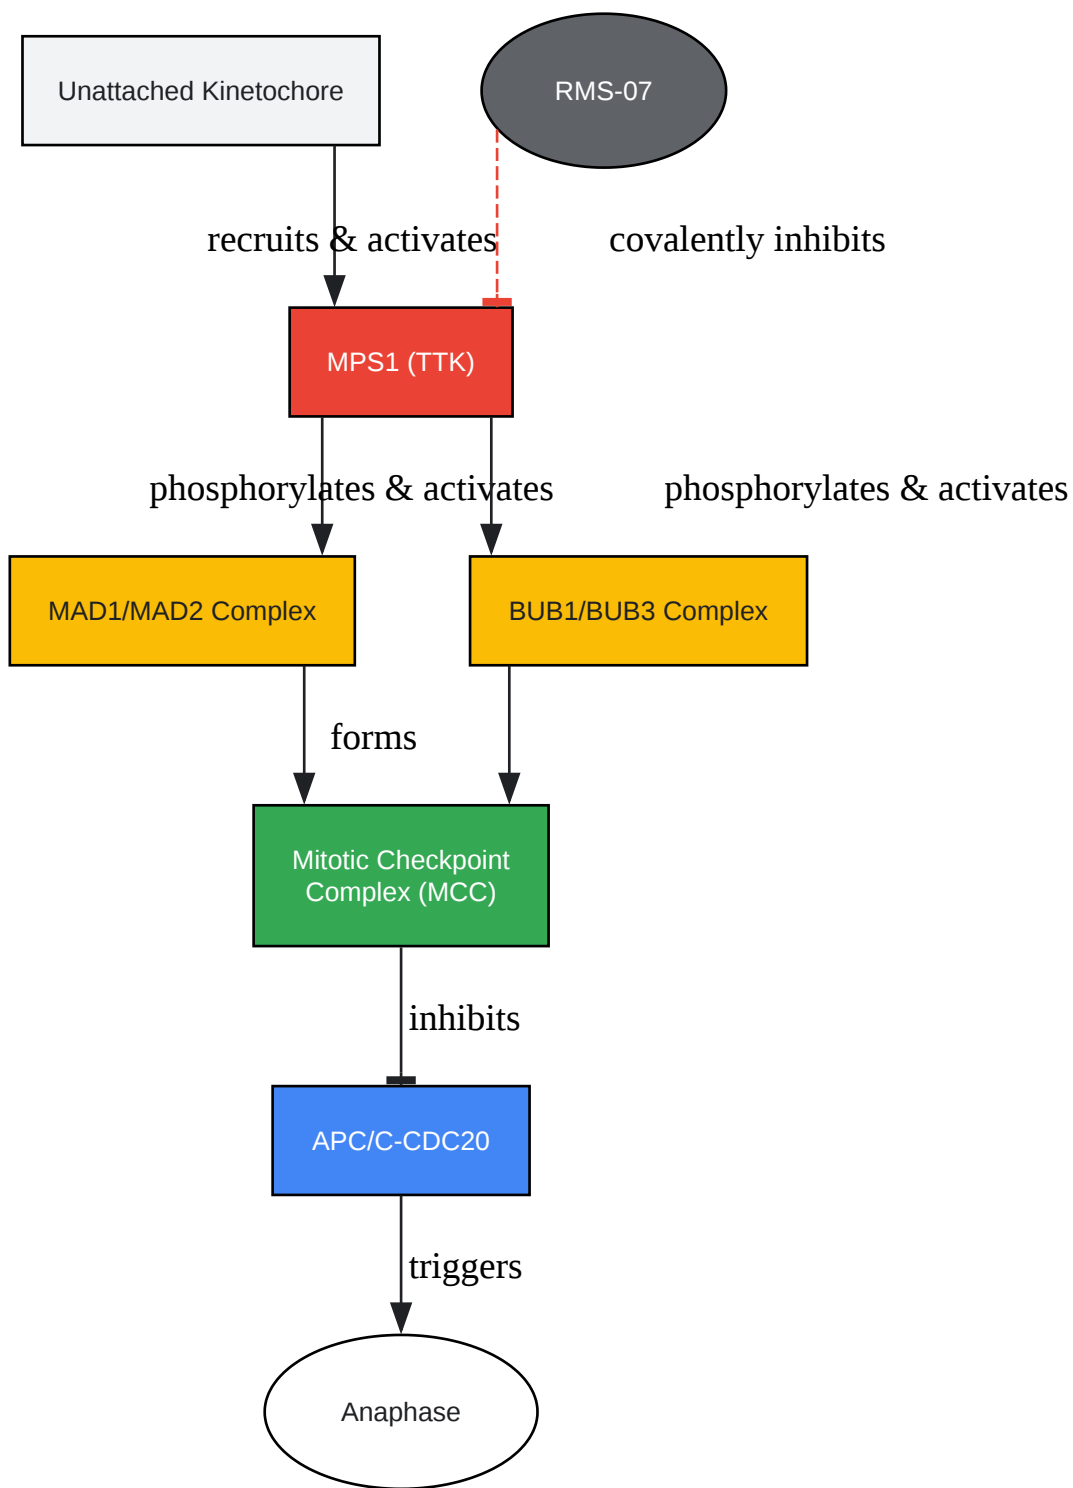 Unattached Kinetochore
RMS-07
recruits & activates
covalently inhibits
MPS1 (TTK)
phosphorylates & activates
phosphorylates & activates
MAD1/MAD2 Complex
BUB1/BUB3 Complex
forms
Mitotic Checkpoint
Complex (MCC)
inhibits
APC/C-CDC20
triggers
Anaphase